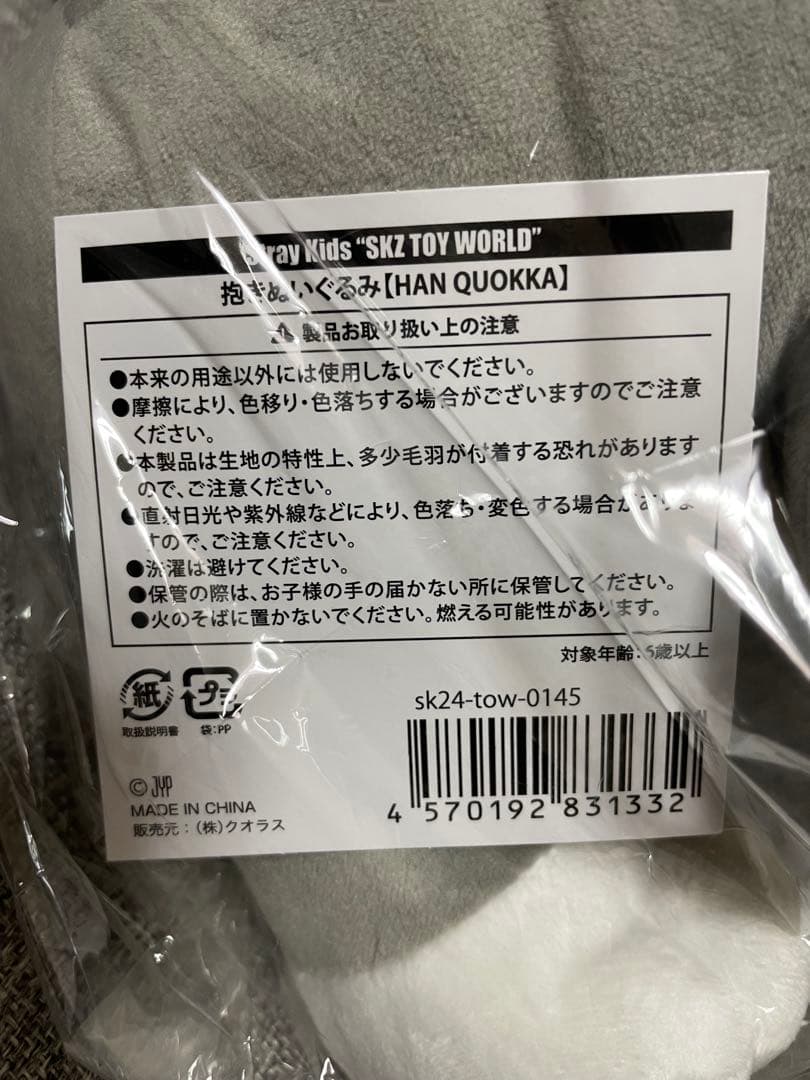 Stray Kids “SKZ TOY WORLD”
抱きぬいぐるみ【HAN QUOKKA】
製品お取り扱い上の注意
●本来の用途以外には使用しないでください。
●摩擦により、色移り・色落ちする場合がございますのでご注意
ください。
●本製品は生地の特性上、多少毛羽が付着する恐れがあります
ので、ご注意ください。
●直射日光や紫外線などにより、色落ち・変色する場合がありま
すので、ご注意ください。
●洗濯は避けてください。
●保管の際は、お子様の手の届かない所に保管してください。
●火のそばに置かないでください。燃える可能性があります。
対象年齢:6歳以上
紙
取扱説明書
プラ
袋:PP
sk24-tow-0145
4 570192 831332
© JYP
MADE IN CHINA
販売元:(株)クオラス